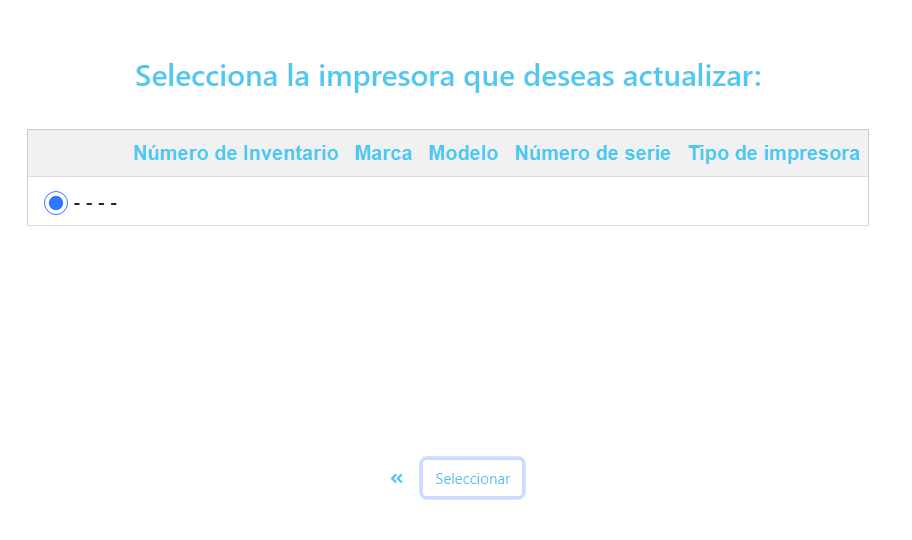 Selecciona la impresora que deseas actualizar:
Número de Inventario Marca Modelo Número de serie Tipo de impresora
- - - -
« Seleccionar